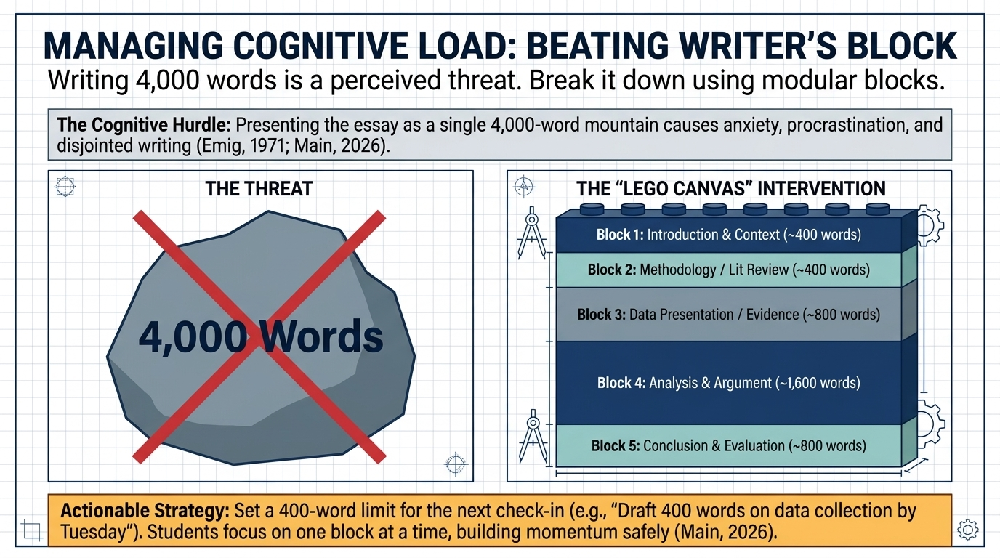 MANAGING COGNITIVE LOAD: BEATING WRITER’S BLOCK
Writing 4,000 words is a perceived threat. Break it down using modular blocks.
The Cognitive Hurdle: Presenting the essay as a single 4,000-word mountain causes anxiety, procrastination, and
disjointed writing (Emig, 1971; Main, 2026).
THE THREAT
4,000 Words
THE “LEGO CANVAS” INTERVENTION
Block 1: Introduction & Context (~400 words)
Block 2: Methodology / Lit Review (~400 words)
Block 3: Data Presentation / Evidence (~800 words)
Block 4: Analysis & Argument (~1,600 words)
Block 5: Conclusion & Evaluation (~800 words)
Actionable Strategy: Set a 400-word limit for the next check-in (e.g., “Draft 400 words on data collection by
Tuesday”). Students focus on one block at a time, building momentum safely (Main, 2026).